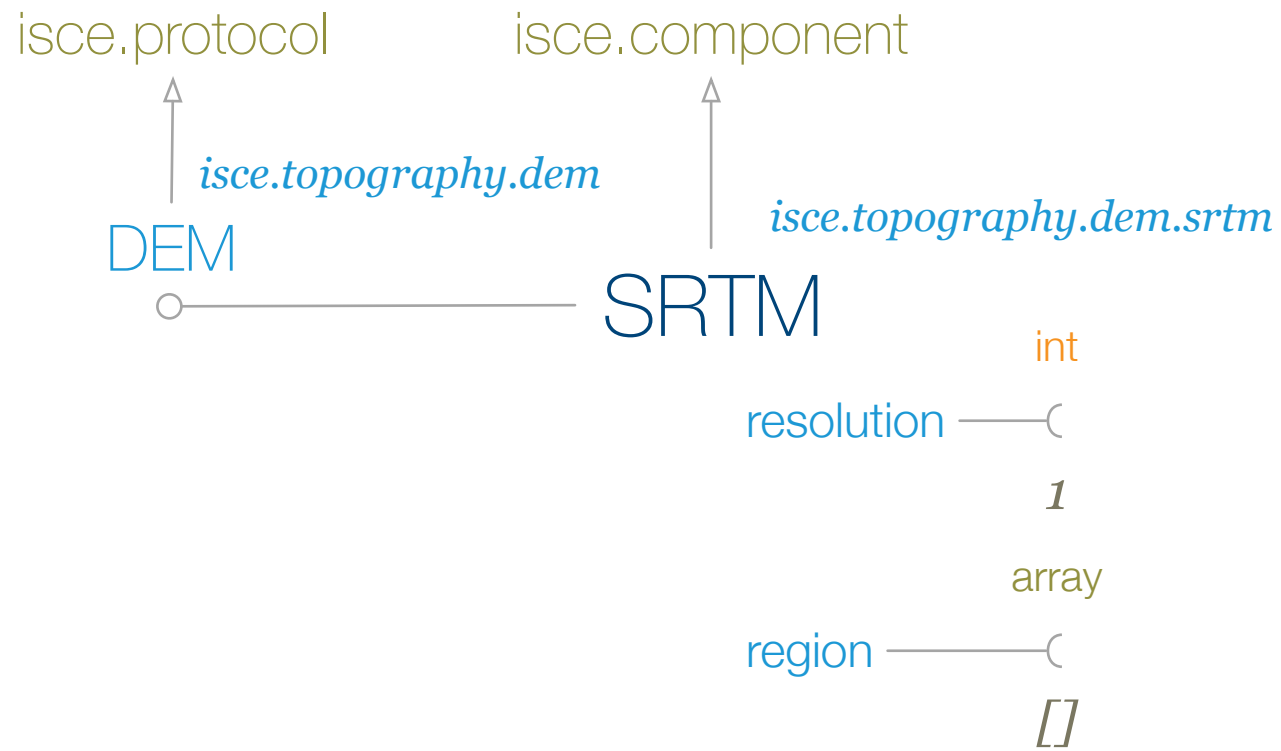 isce.protocol
isce.component
isce.topography.dem
isce.topography.dem.srtm
DEM
SRTM
int
resolution
1
array
region
[]